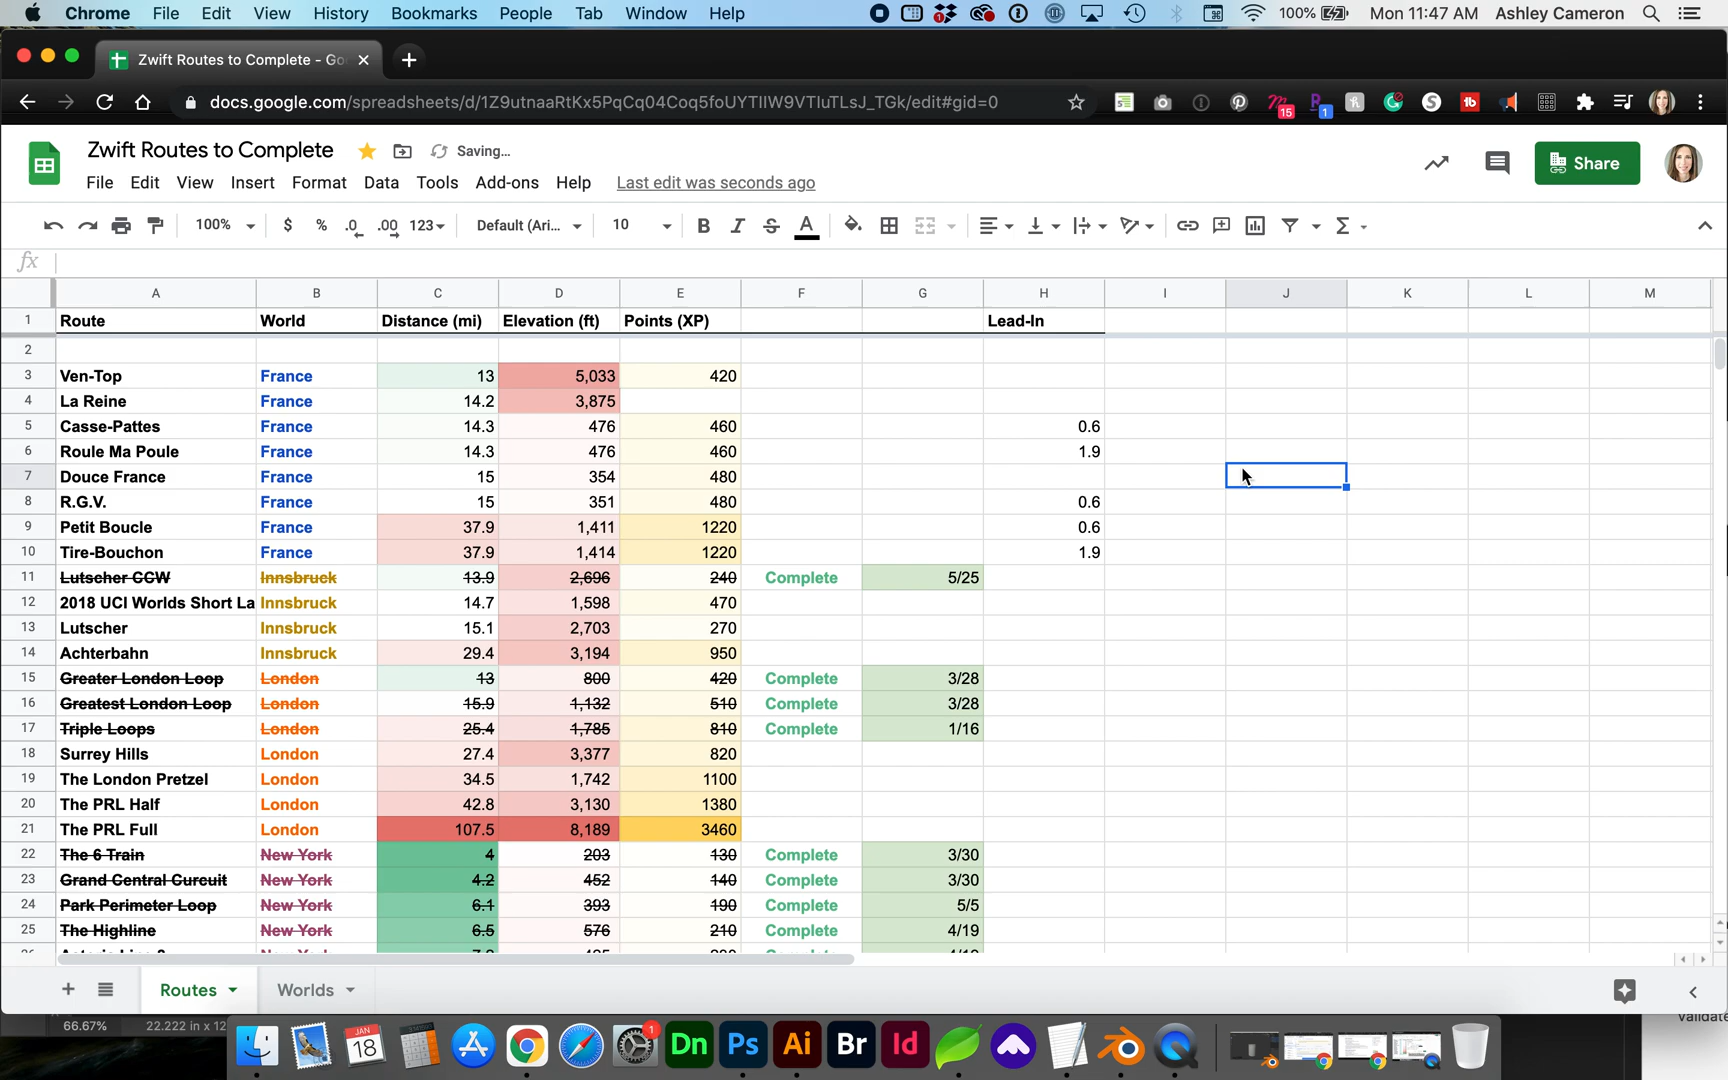 Chrome File Edit View History Bookmarks People Tab Window Help 100% Mon 11:47 AM Ashley Cameron
Zwift Routes to Complete - Go
docs.google.com/spreadsheets/d/1Z9utnaaRtKx5PqCq04Coq5foUYTIIW9VTIuTLsJ_TGk/edit#gid=0 15 1
Zwift Routes to Complete Saving...
Share
File Edit View Insert Format Data Tools Add-ons Help Last edit was seconds ago
100% $ % .0 .00 123 Default (Ari... 10 B I S A
fx
A B C D E F G H I J K L M
1 Route World Distance (mi) Elevation (ft) Points (XP) Lead-In
2
3 Ven-Top France 13 5,033 420
4 La Reine France 14.2 3,875
5 Casse-Pattes France 14.3 476 460 0.6
6 Roule Ma Poule France 14.3 476 460 1.9
7 Douce France France 15 354 480
8 R.G.V. France 15 351 480 0.6
9 Petit Boucle France 37.9 1,411 1220 0.6
10 Tire-Bouchon France 37.9 1,414 1220 1.9
11 Lutscher CCW Innsbruck 13.9 2,696 240 Complete 5/25
12 2018 UCI Worlds Short La Innsbruck 14.7 1,598 470
13 Lutscher Innsbruck 15.1 2,703 270
14 Achterbahn Innsbruck 29.4 3,194 950
15 Greater London Loop London 13 800 420 Complete 3/28
16 Greatest London Loop London 15.9 1,132 510 Complete 3/28
17 Triple Loops London 25.4 1,785 810 Complete 1/16
18 Surrey Hills London 27.4 3,377 820
19 The London Pretzel London 34.5 1,742 1100
20 The PRL Half London 42.8 3,130 1380
21 The PRL Full London 107.5 8,189 3460
22 The 6 Train New York 4 203 130 Complete 3/30
23 Grand Central Curcuit New York 4.2 452 140 Complete 3/30
24 Park Perimeter Loop New York 6.1 393 190 Complete 5/5
25 The Highline New York 6.5 576 210 Complete 4/19
Routes Worlds
66.67% 22.222 in x 12
Validate
JAN 18 1 Dn Ps Ai Br Id